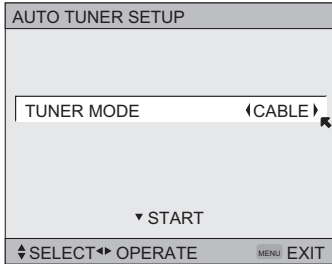 AUTO TUNER SETUP
TUNER MODE CABLE
START
SELECT OPERATE MENU EXIT